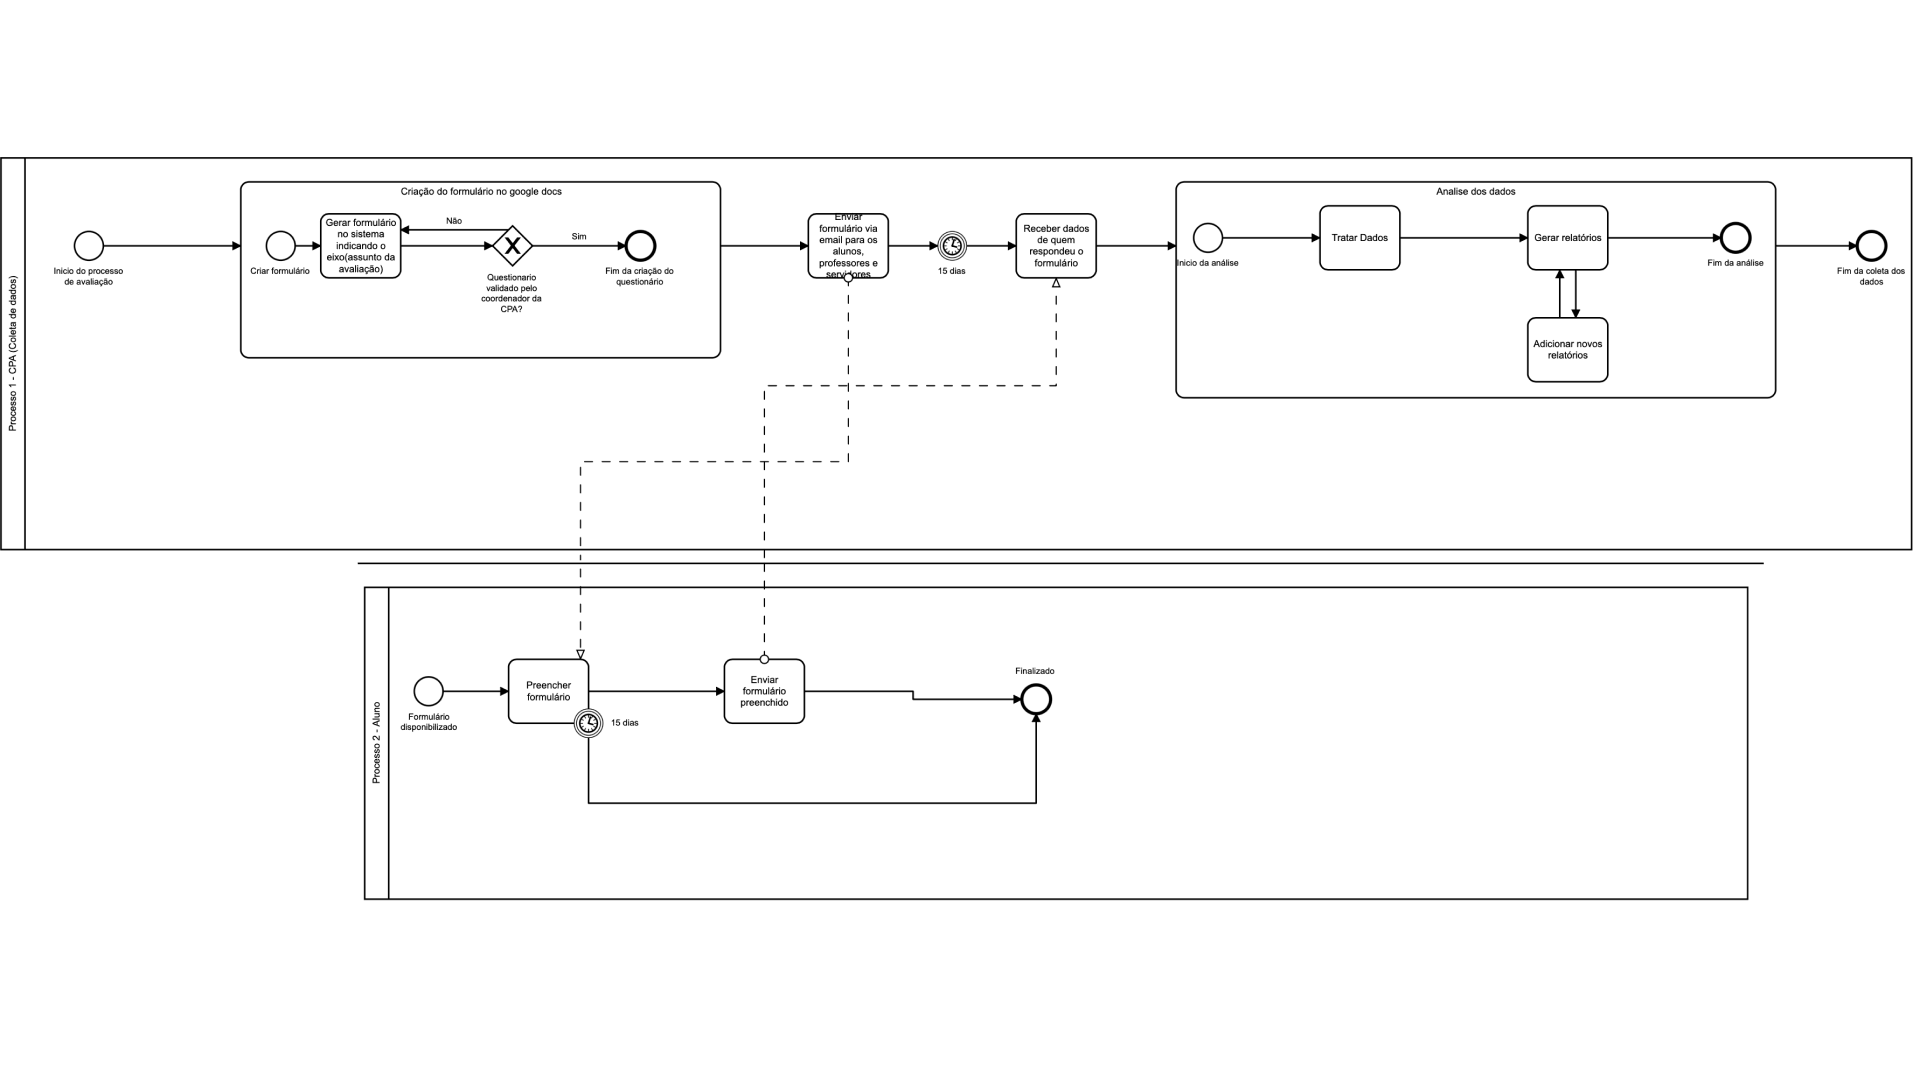 Processo 1 - CPA (Coleta de dados)
Inicio do processo
de avaliação
Criação do formulário no google docs
Criar formulário
Gerar formulário
no sistema
indicando o
eixo(assunto da
avaliação)
Não
Questionario
validado pelo
coordenador da
CPA?
Sim
Fim da criação do
questionário
Enviar
formulário via
email para os
alunos,
professores e
servidores
15 dias
Receber dados
de quem
respondeu o
formulário
Analise dos dados
Inicio da análise
Tratar Dados
Gerar relatórios
Adicionar novos
relatórios
Fim da análise
Fim da coleta dos
dados
Processo 2 - Aluno
Formulário
disponibilizado
Preencher
formulário
15 dias
Enviar
formulário
preenchido
Finalizado